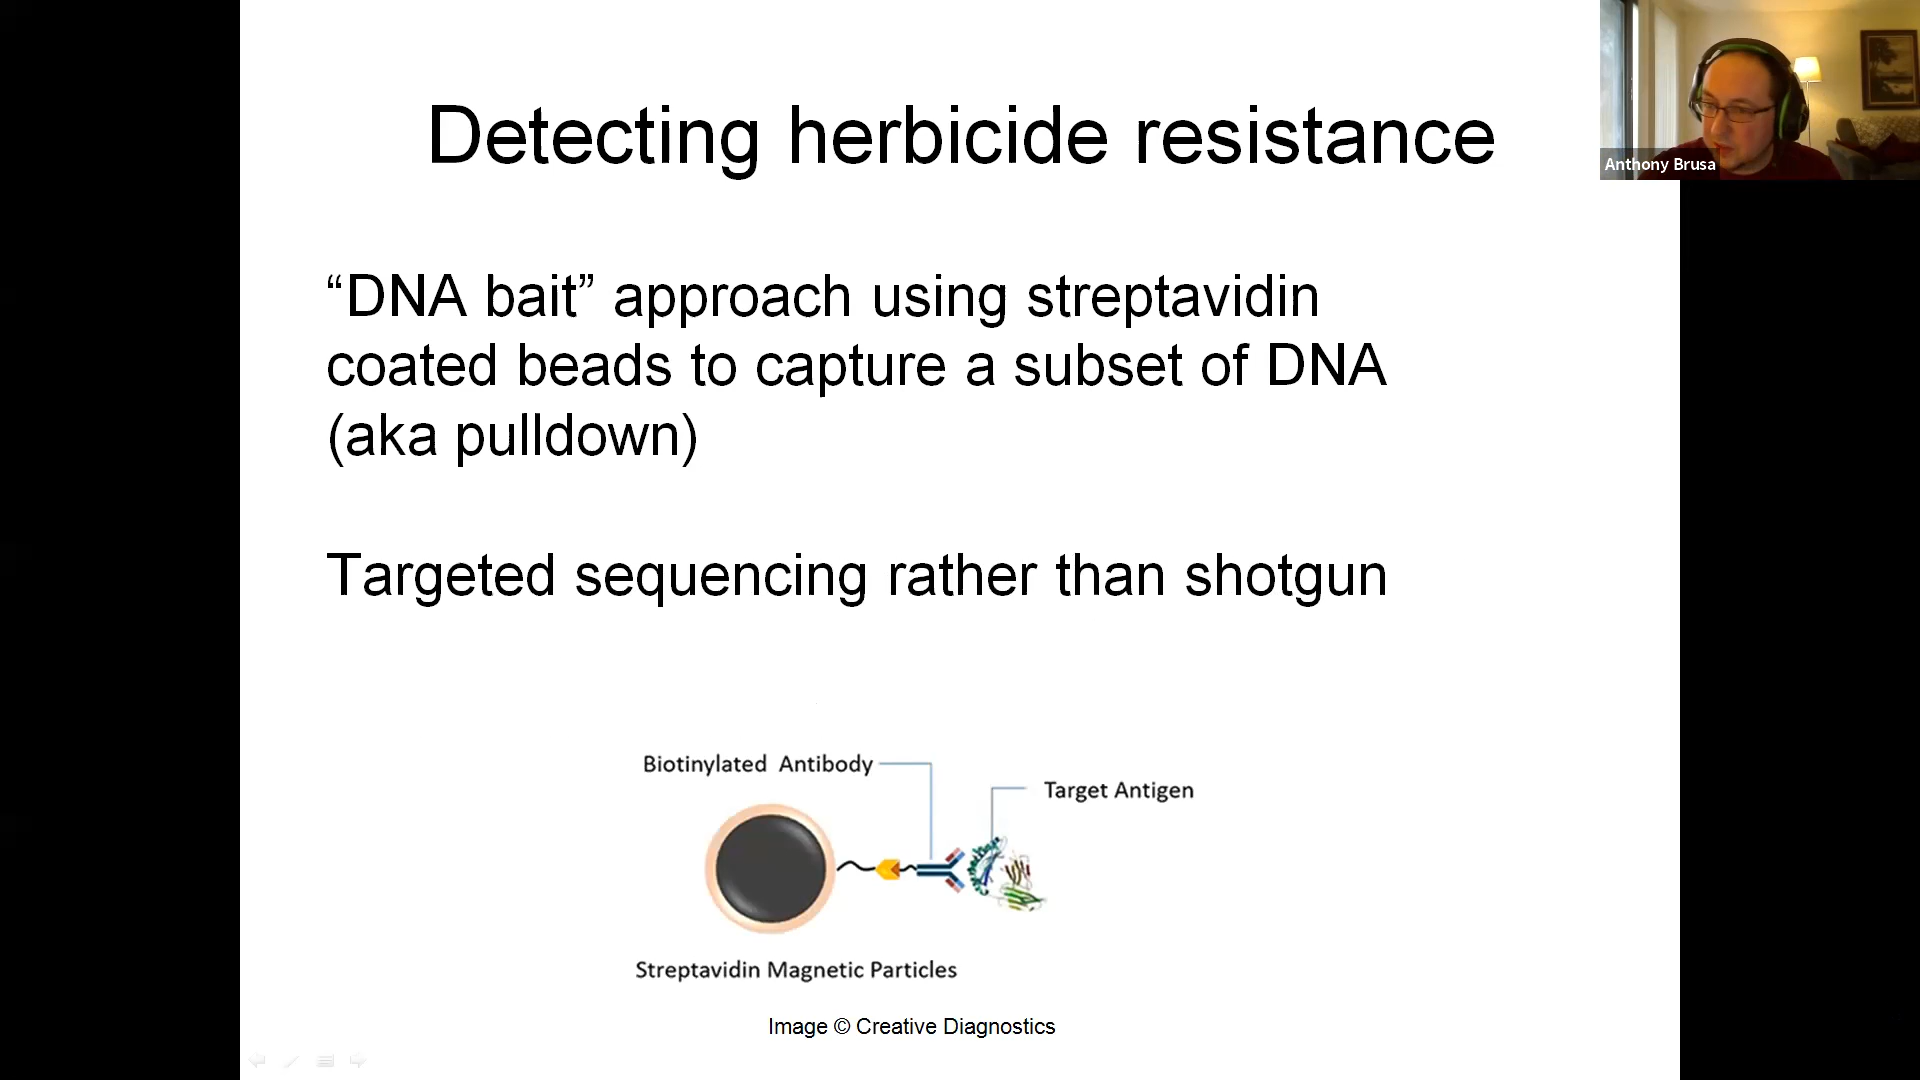 Detecting herbicide resistance
Anthony Brusa
“DNA bait” approach using streptavidin
coated beads to capture a subset of DNA
(aka pulldown)
Targeted sequencing rather than shotgun
Biotinylated Antibody
Target Antigen
Streptavidin Magnetic Particles
Image © Creative Diagnostics